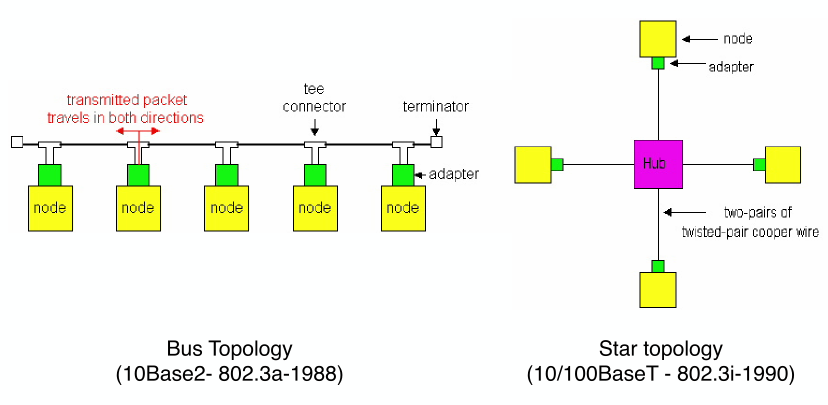 transmitted packet
travels in both directions
tee
connector
terminator
adapter
node
node
node
node
node
Bus Topology
(10Base2- 802.3a-1988)
node
adapter
Hub
two-pairs of
twisted-pair cooper wire
Star topology
(10/100BaseT - 802.3i-1990)